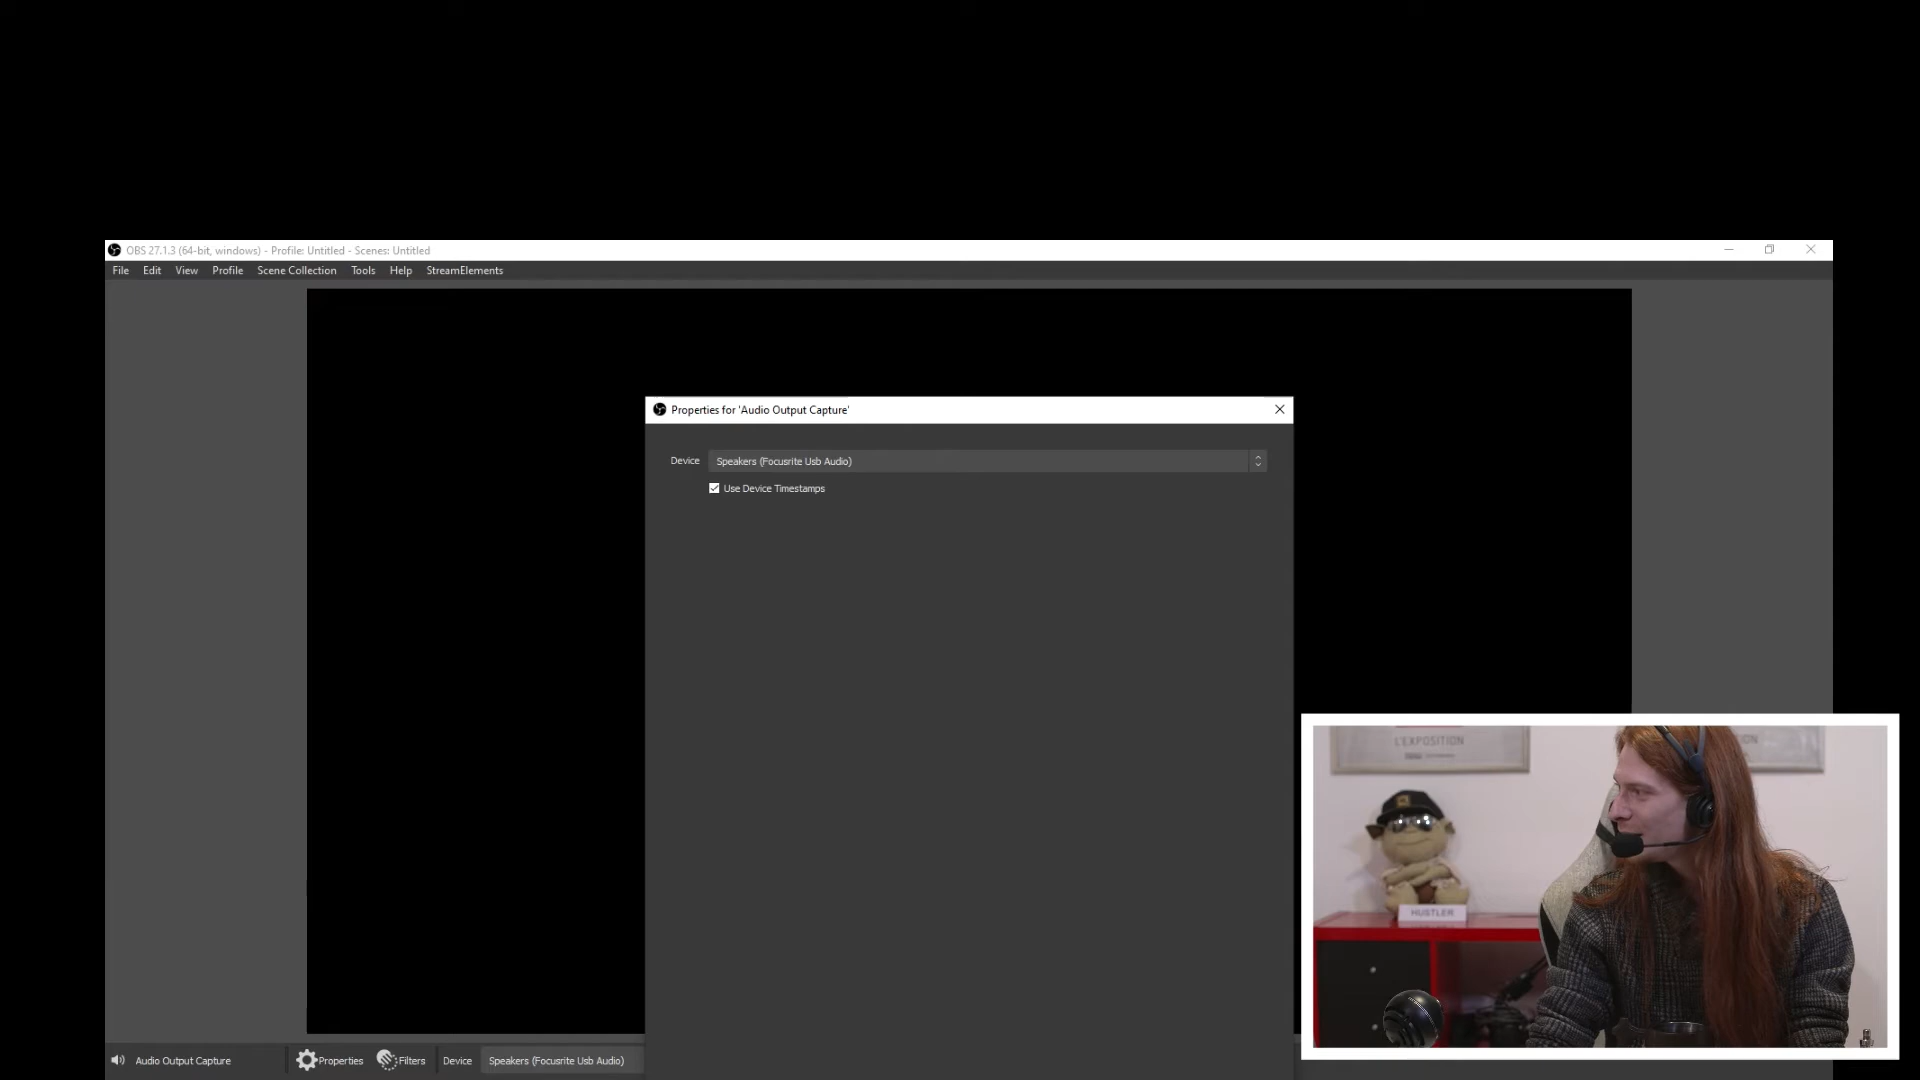 OBS 27.1.3 (64-bit, windows) - Profile: Untitled - Scenes: Untitled
File Edit View Profile Scene Collection Tools Help StreamElements
Properties for 'Audio Output Capture'
Device Speakers (Focusrite Usb Audio)
Use Device Timestamps
L'EXPOSITION
HUSTLER
Audio Output Capture Properties Filters Device Speakers (Focusrite Usb Audio)